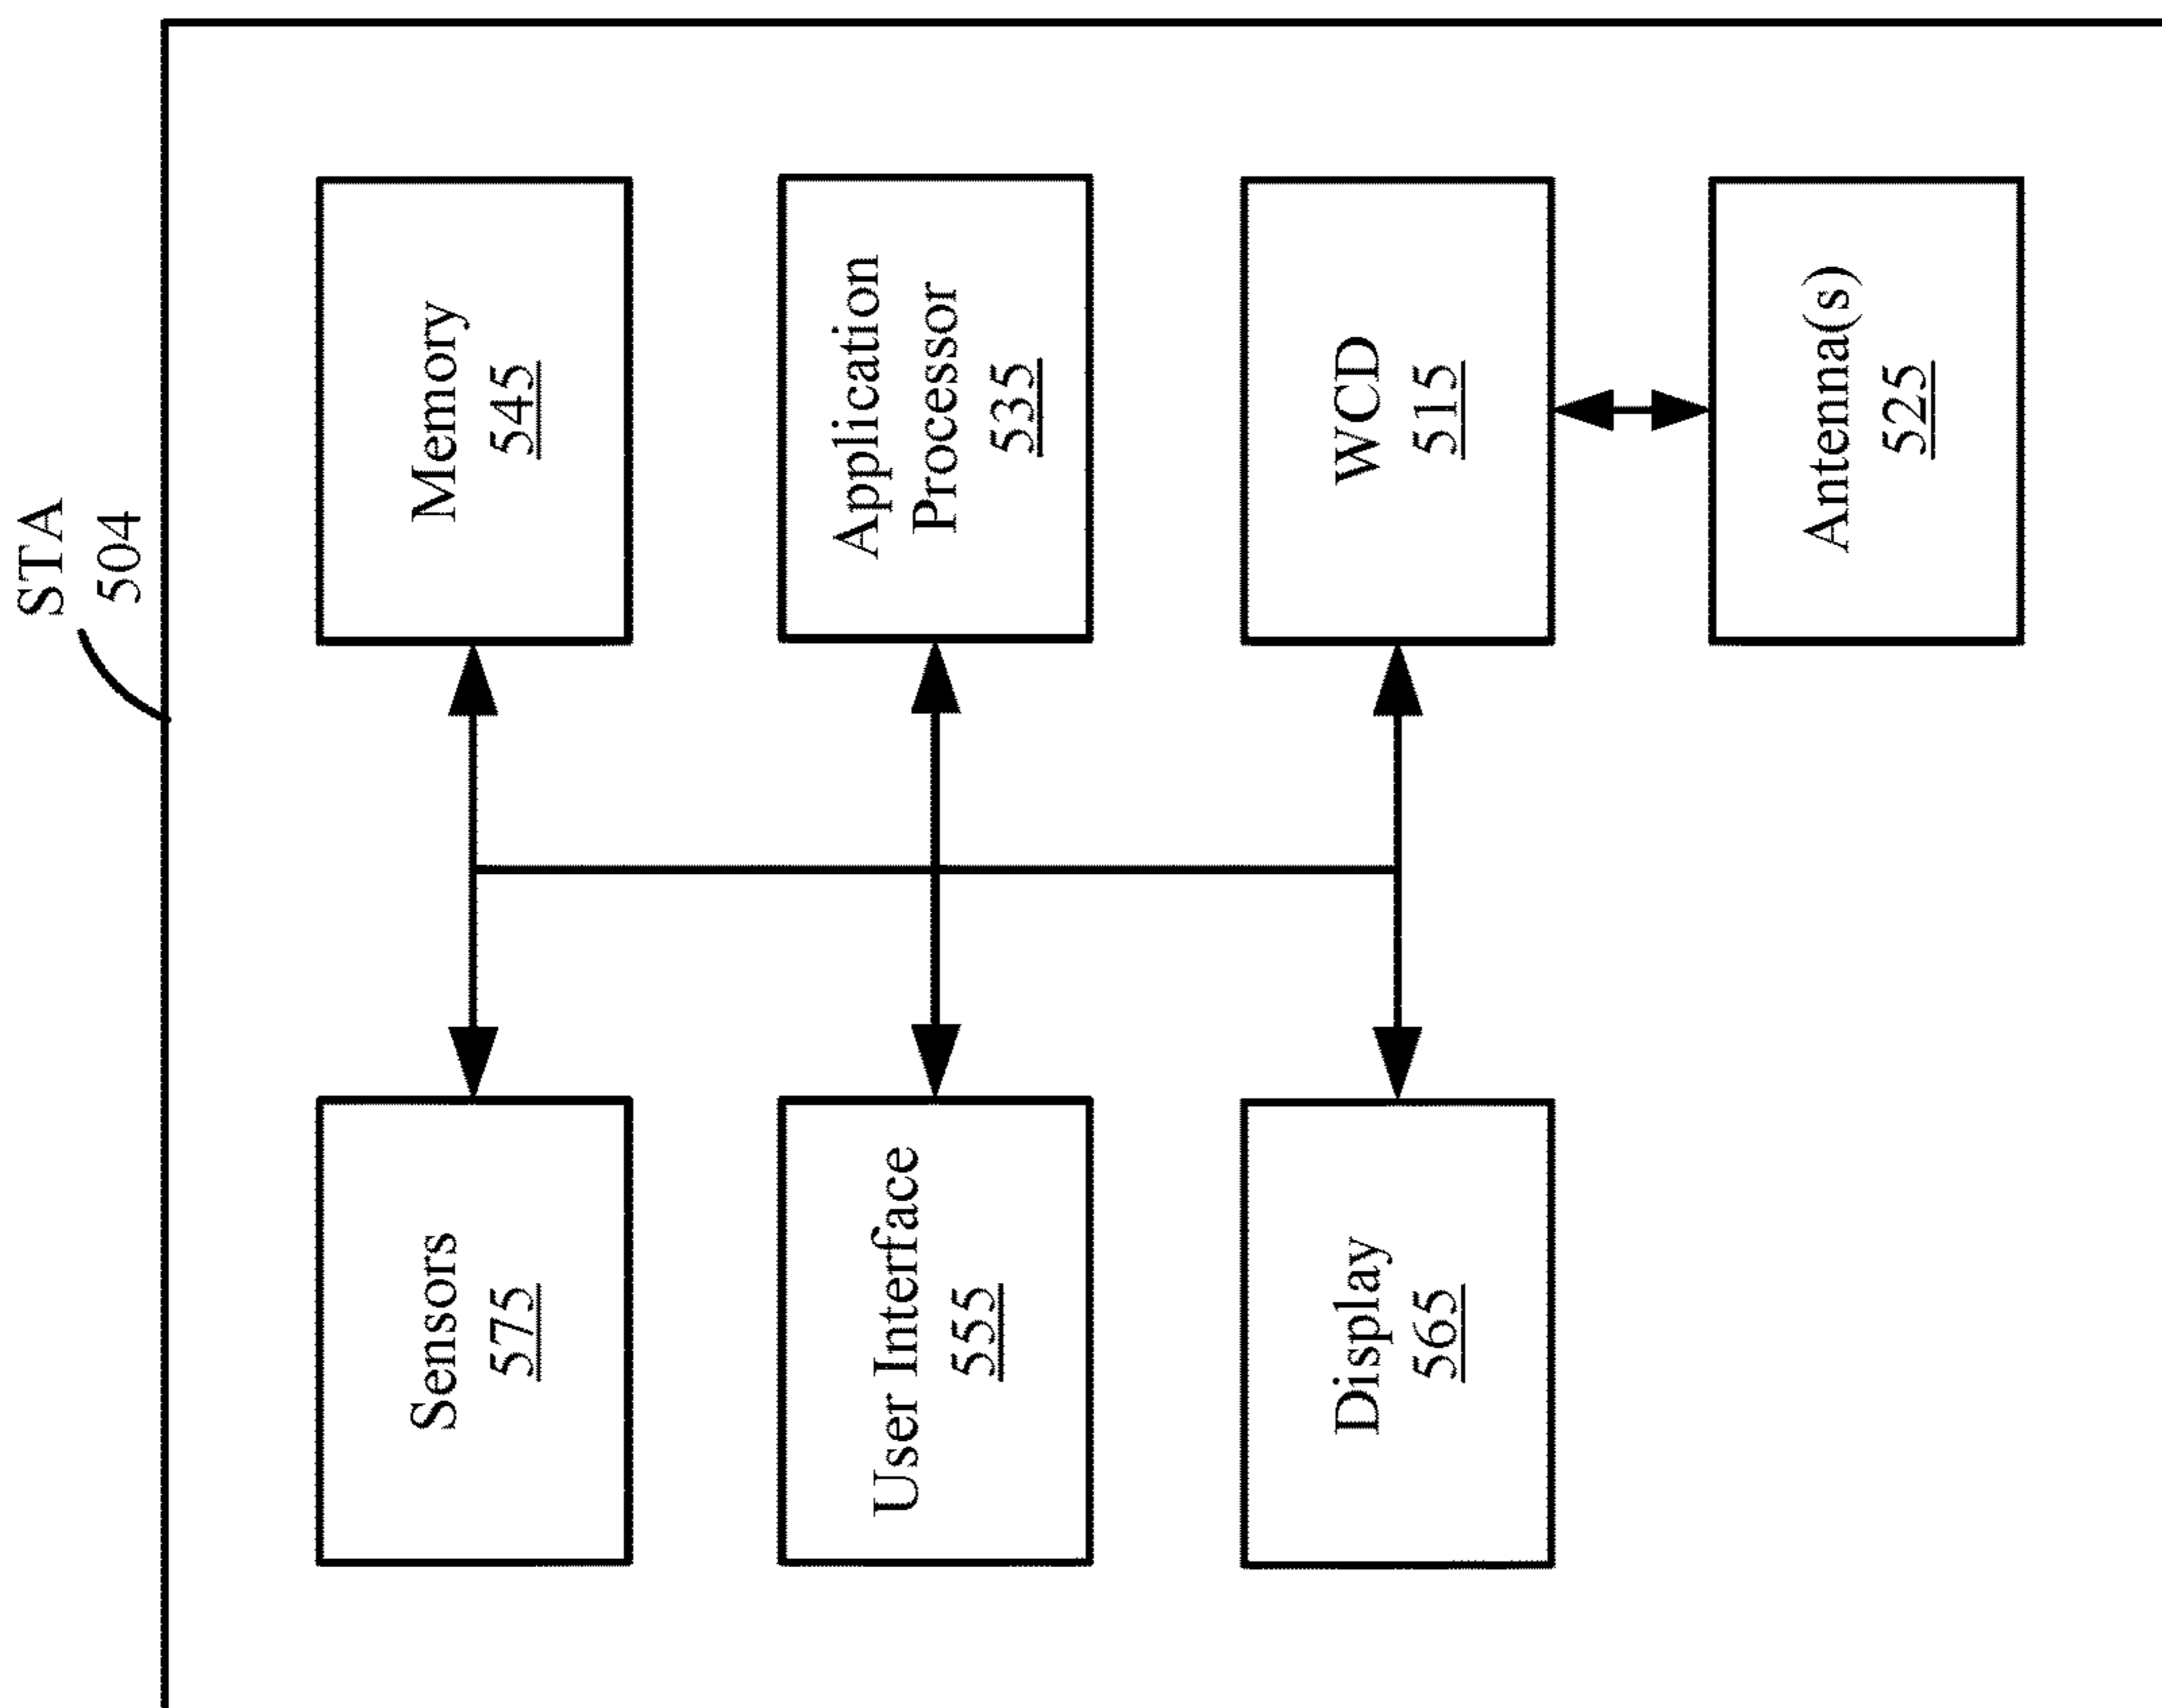 STA
504
Sensors
575
Memory
545
User Interface
555
Application
Processor
535
Display
565
WCD
515
Antenna(s)
525